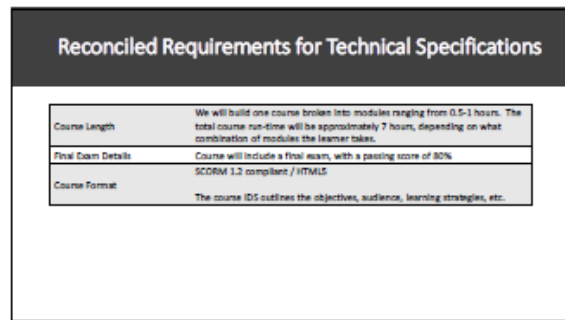 Reconciled Requirements for Technical Specifications
Course Length
We will build one course broken into modules ranging from 0.5-1 hours. The
total course run-time will be approximately 7 hours, depending on what
combination of modules the learner takes.
Final Exam Details
Course will include a final exam, with a passing score of 80%
Course Format
SCORM 1.2 compliant / HTML5
The course IDS outlines the objectives, audience, learning strategies, etc.